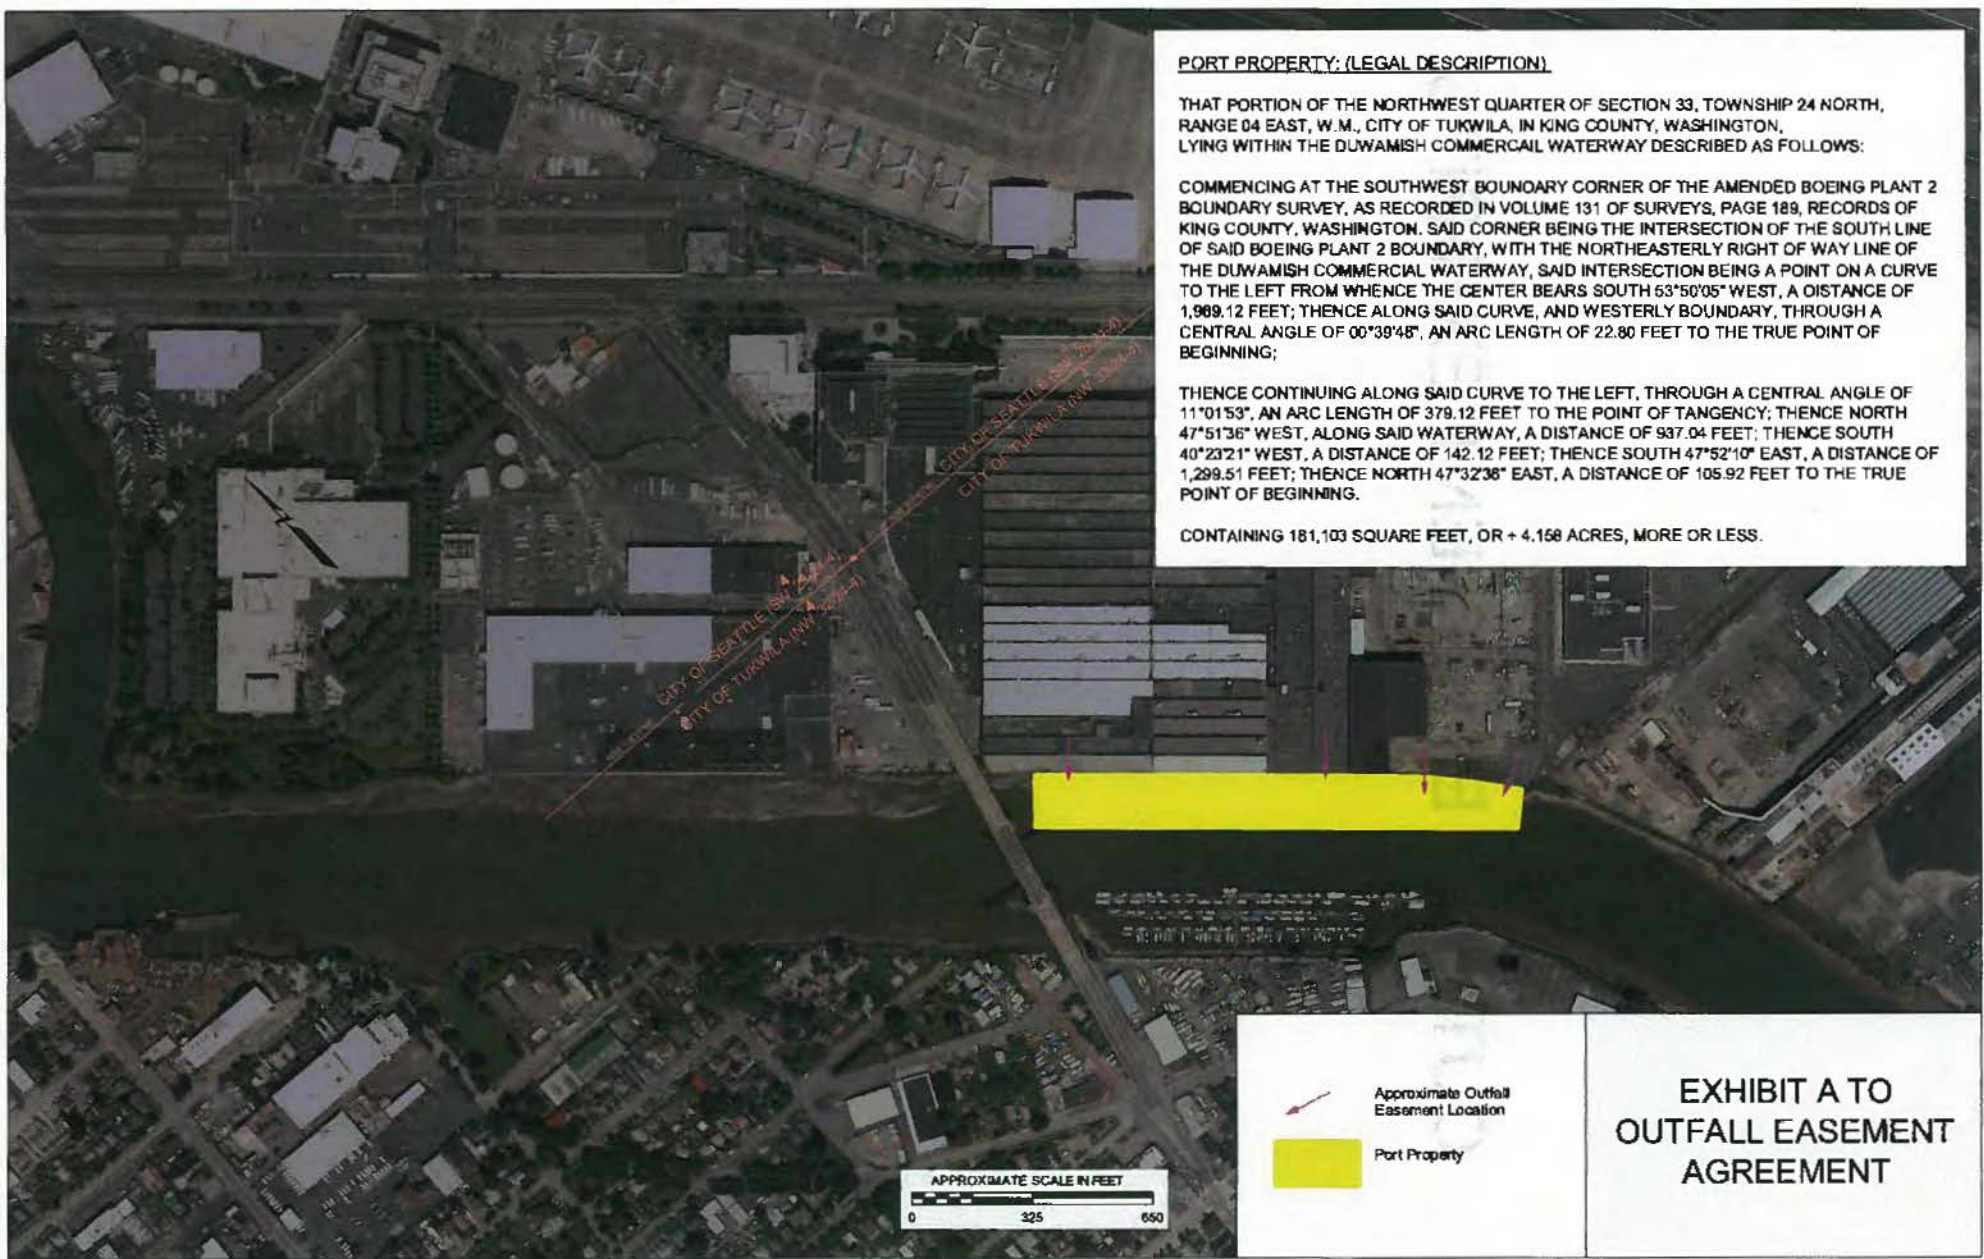 PORT PROPERTY: (LEGAL DESCRIPTION)
THAT PORTION OF THE NORTHWEST QUARTER OF SECTION 33, TOWNSHIP 24 NORTH,
RANGE 04 EAST, W.M., CITY OF TUKWILA, IN KING COUNTY, WASHINGTON,
LYING WITHIN THE DUWAMISH COMMERCAIL WATERWAY DESCRIBED AS FOLLOWS:
COMMENCING AT THE SOUTHWEST BOUNDARY CORNER OF THE AMENDED BOEING PLANT 2
BOUNDARY SURVEY, AS RECORDED IN VOLUME 131 OF SURVEYS, PAGE 189, RECORDS OF
KING COUNTY, WASHINGTON. SAID CORNER BEING THE INTERSECTION OF THE SOUTH LINE
OF SAID BOEING PLANT 2 BOUNDARY, WITH THE NORTHEASTERLY RIGHT OF WAY LINE OF
THE DUWAMISH COMMERCIAL WATERWAY, SAID INTERSECTION BEING A POINT ON A CURVE
TO THE LEFT FROM WHENCE THE CENTER BEARS SOUTH 53°50'05" WEST, A DISTANCE OF
1,969.12 FEET; THENCE ALONG SAID CURVE, AND WESTERLY BOUNDARY, THROUGH A
CENTRAL ANGLE OF 00°39'48", AN ARC LENGTH OF 22.80 FEET TO THE TRUE POINT OF
BEGINNING;
THENCE CONTINUING ALONG SAID CURVE TO THE LEFT, THROUGH A CENTRAL ANGLE OF
11°01'53", AN ARC LENGTH OF 379.12 FEET TO THE POINT OF TANGENCY; THENCE NORTH
47°51'36" WEST, ALONG SAID WATERWAY, A DISTANCE OF 937.04 FEET; THENCE SOUTH
40°23'21" WEST, A DISTANCE OF 142.12 FEET; THENCE SOUTH 47°52'10" EAST, A DISTANCE OF
1,299.51 FEET; THENCE NORTH 47°32'36" EAST, A DISTANCE OF 105.92 FEET TO THE TRUE
POINT OF BEGINNING.
CONTAINING 181,103 SQUARE FEET, OR + 4.158 ACRES, MORE OR LESS.
CITY OF SEATTLE (SW
CITY OF TUKWILA (NW
CITY OF SEATTLE (SW
CITY OF TUKWILA (NW
Approximate Outfall
Easement Location
Port Property
APPROXIMATE SCALE IN FEET
0 325 650
EXHIBIT A TO
OUTFALL EASEMENT
AGREEMENT